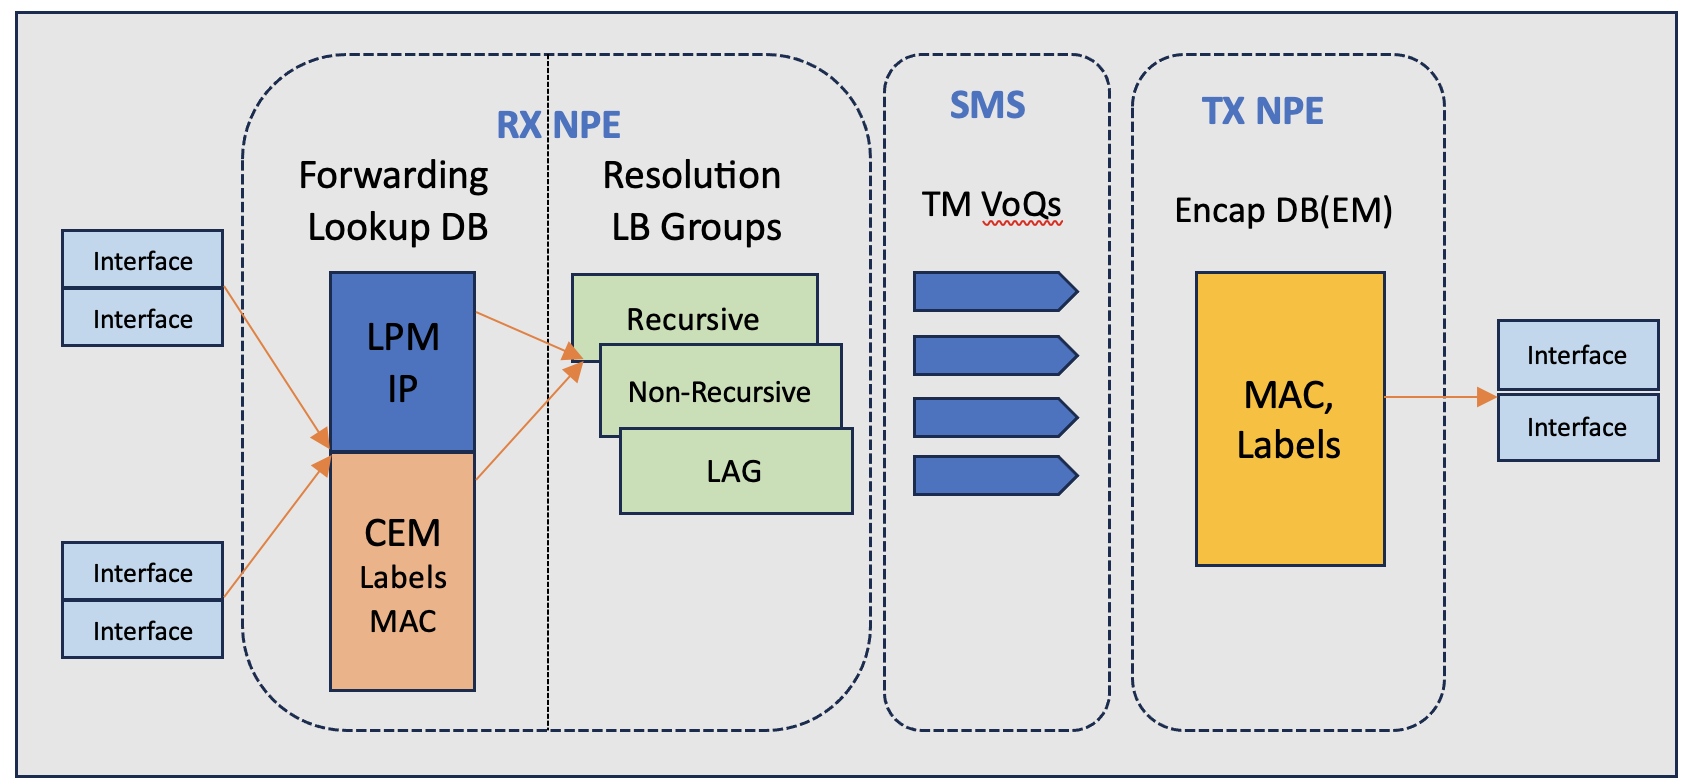 Interface
Interface
Interface
Interface
RX NPE
Forwarding
Lookup DB
LPM
IP
CEM
Labels
MAC
Resolution
LB Groups
Recursive
Non-Recursive
LAG
SMS
TM VoQs
TX NPE
Encap DB(EM)
MAC,
Labels
Interface
Interface